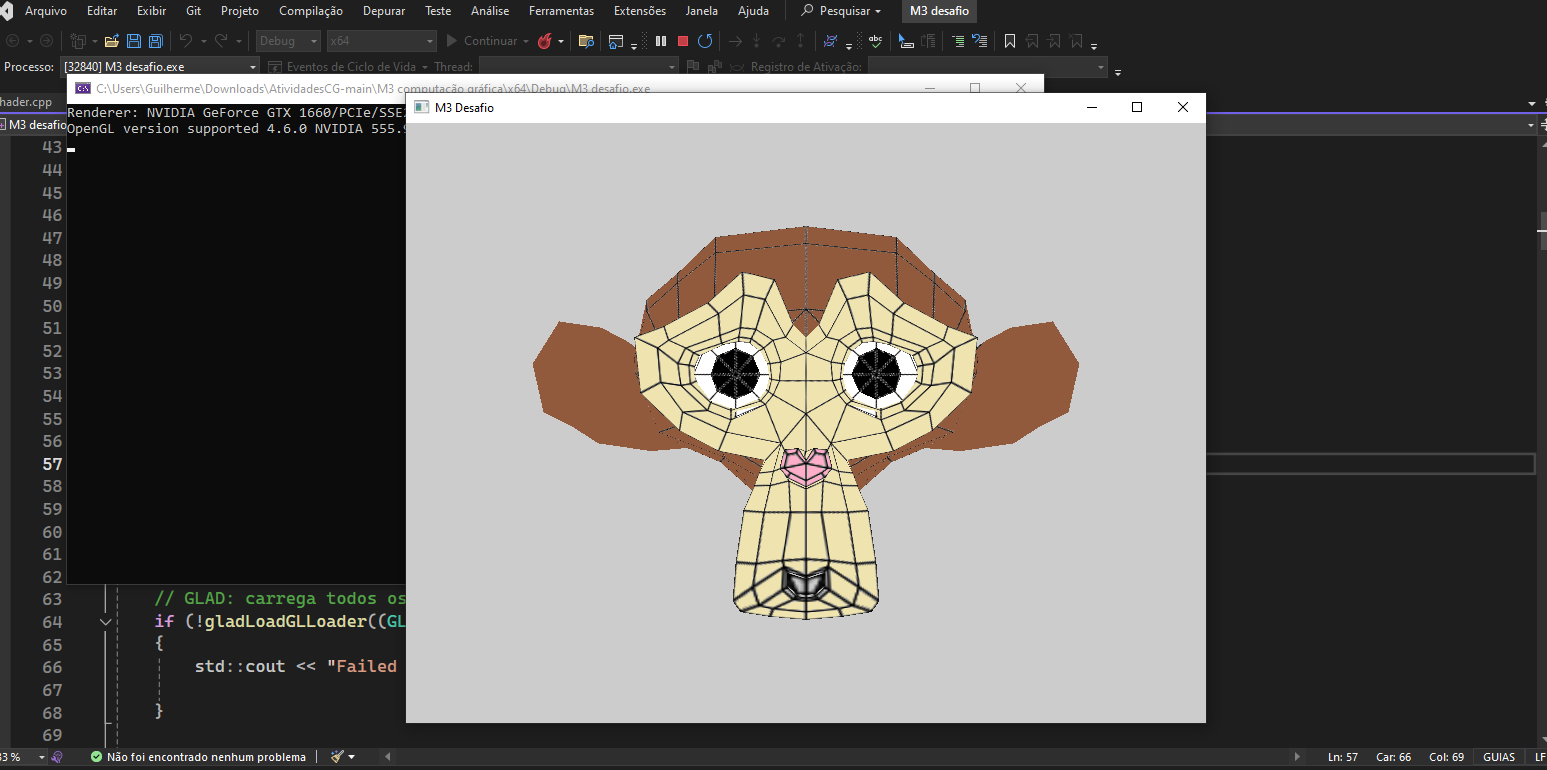 Arquivo Editar Exibir Git Projeto Compilação Depurar Teste Análise Ferramentas Extensões Janela Ajuda Pesquisar M3 desafio
Debug x64 Continuar
Processo: [32840] M3 desafio.exe Eventos de Ciclo de Vida Thread: Registro de Ativação:
C:\Users\Guilherme\Downloads\AtividadesCG-main\M3 computação gráfica\x64\Debug\M3 desafio.exe
hader.cpp
M3 Desafio
Renderer: NVIDIA GeForce GTX 1660/PCIe/SSE
M3 desafio
OpenGL version supported 4.6.0 NVIDIA 555.9
43
44
45
46
47
48
49
50
51
52
53
54
55
56
57
58
59
60
61
62
63 // GLAD: carrega todos os
64 if (!gladLoadGLLoader((GL
65 {
66 std::cout << "Failed
67
68 }
69
33 % Não foi encontrado nenhum problema Ln: 57 Car: 66 Col: 69 GUIAS LF